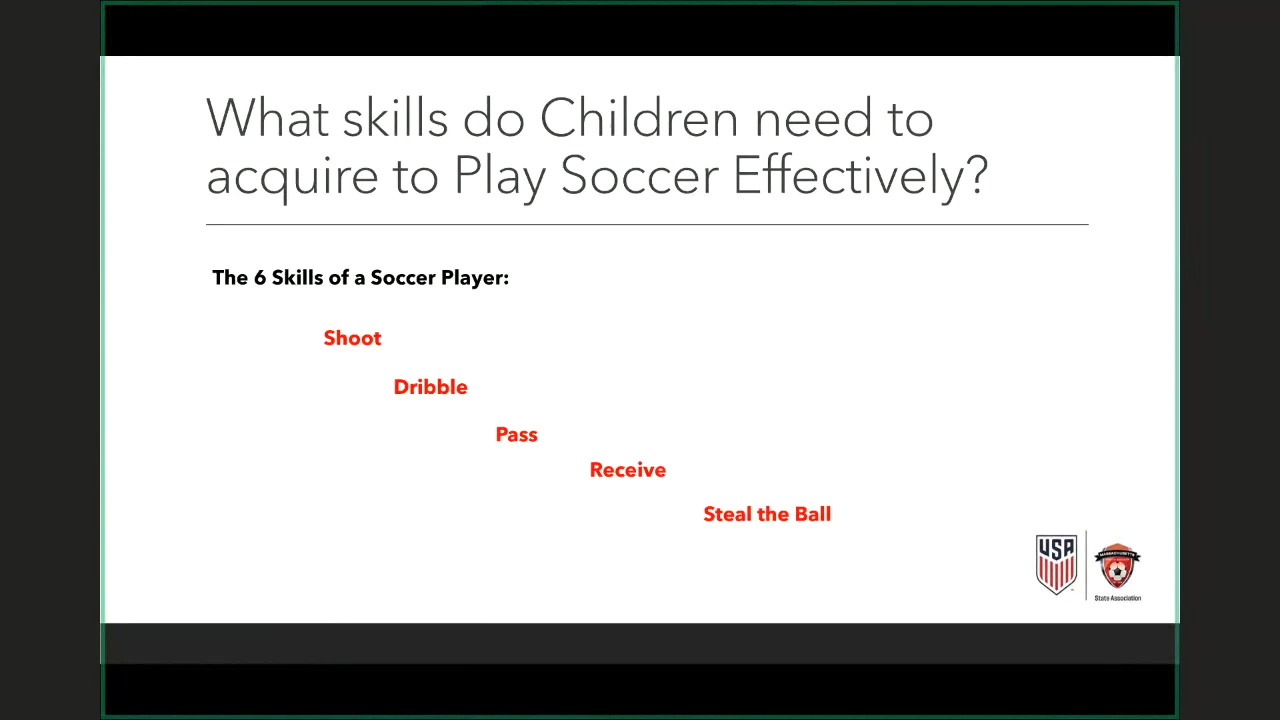 What skills do Children need to
acquire to Play Soccer Effectively?
The 6 Skills of a Soccer Player:
Shoot
Dribble
Pass
Receive
Steal the Ball
USA
MASSACHUSETTS
State Association